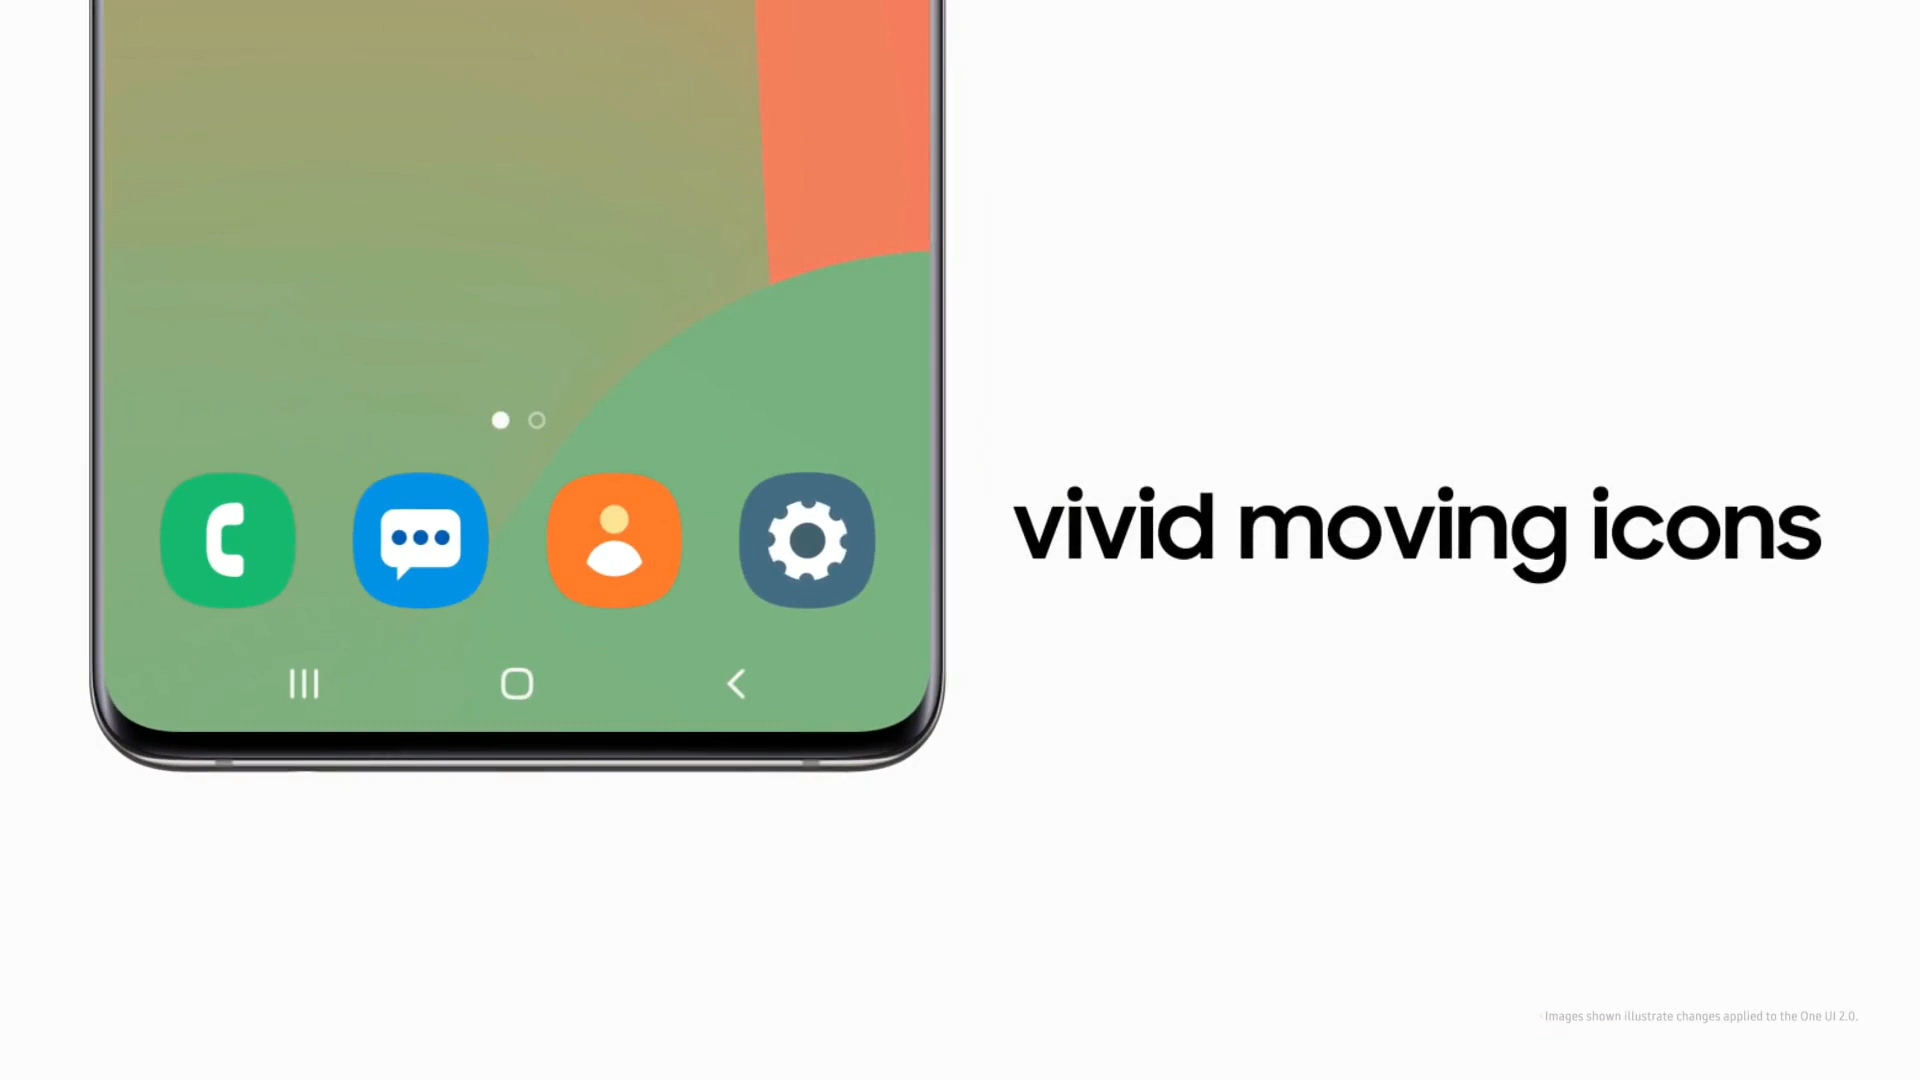 vivid moving icons
Images shown illustrate changes applied to the One UI 2.0.